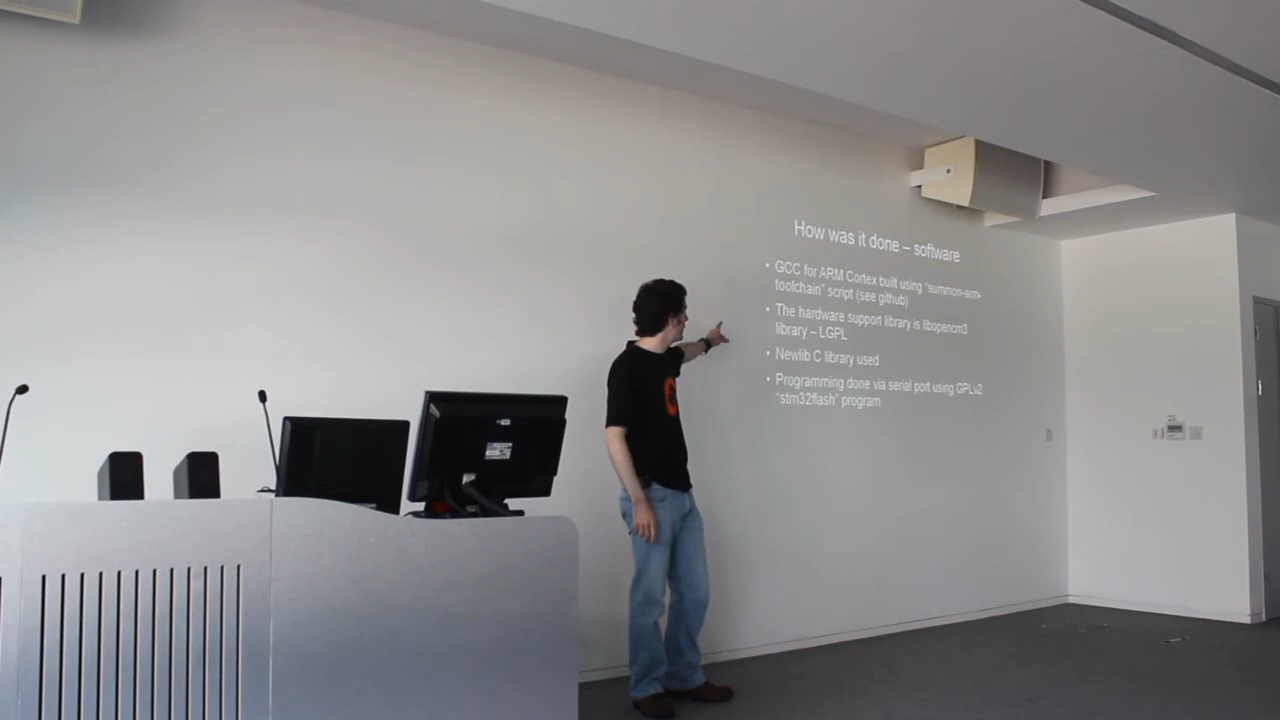 How was it done – software
• GCC for ARM Cortex built using “summon-arm-
toolchain” script (see github)
• The hardware support library is libopencm3
library – LGPL
• Newlib C library used
• Programming done via serial port using GPLv2
“stm32flash” program